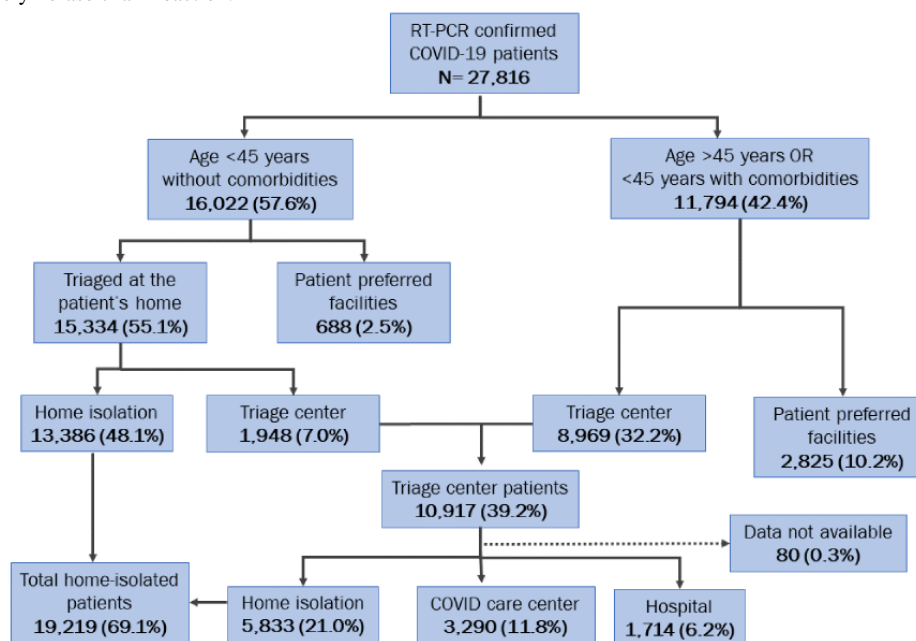 RT-PCR confirmed
COVID-19 patients
N= 27,816
Age <45 years
without comorbidities
16,022 (57.6%)
Age >45 years OR
<45 years with comorbidities
11,794 (42.4%)
Triaged at the
patient's home
15,334 (55.1%)
Patient preferred
facilities
688 (2.5%)
Home isolation
13,386 (48.1%)
Triage center
1,948 (7.0%)
Triage center
8,969 (32.2%)
Patient preferred
facilities
2,825 (10.2%)
Triage center patients
10,917 (39.2%)
Data not available
80 (0.3%)
Total home-isolated
patients
19,219 (69.1%)
Home isolation
5,833 (21.0%)
COVID care center
3,290 (11.8%)
Hospital
1,714 (6.2%)